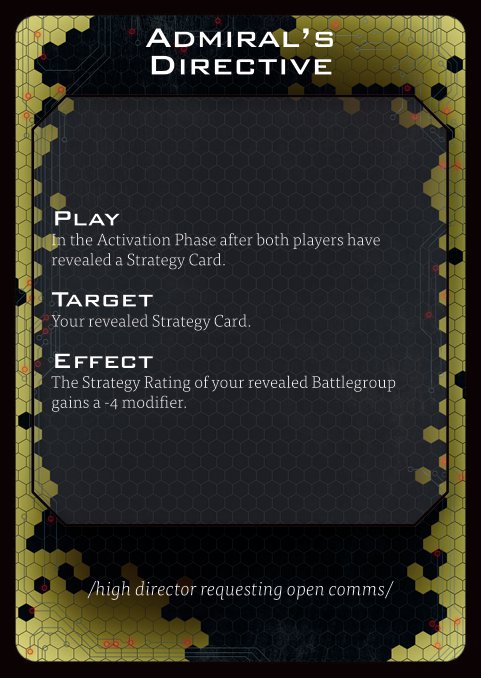 Admiral's
Directive
Play
In the Activation Phase after both players have
revealed a Strategy Card.
Target
Your revealed Strategy Card.
Effect
The Strategy Rating of your revealed Battlegroup
gains a -4 modifier.
/high director requesting open comms/